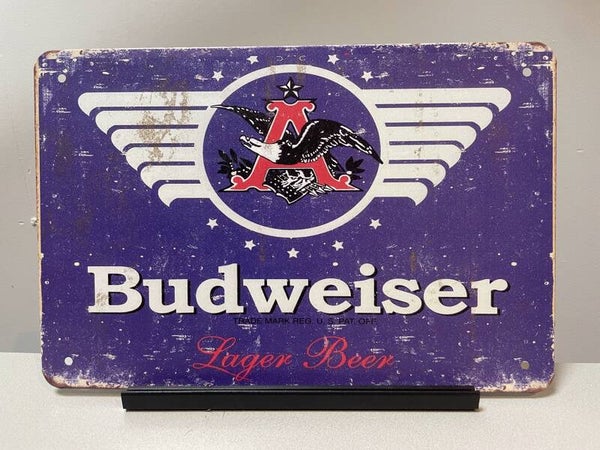 A
Budweiser
TRADE MARK REG. U. S. PAT. OFF.
Lager Beer